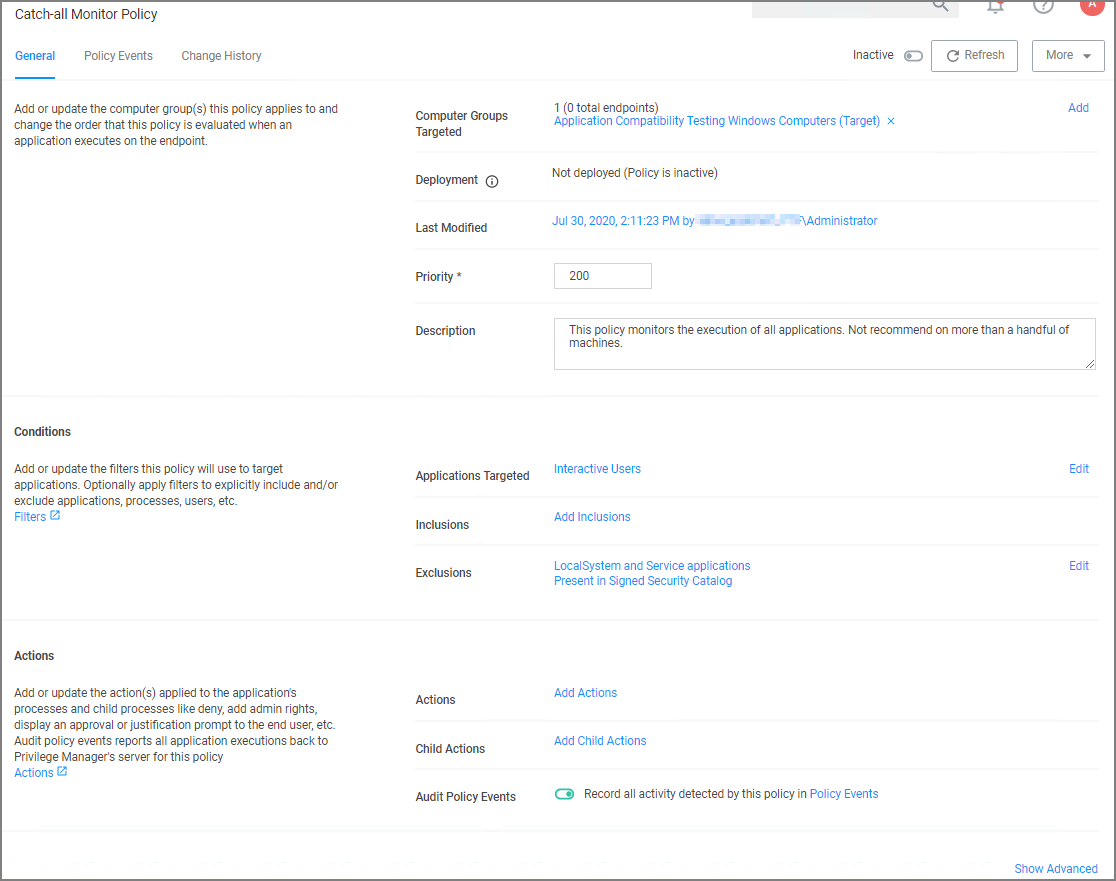 Catch-all Monitor Policy
A
General
Policy Events
Change History
Inactive
Refresh
More
Add or update the computer group(s) this policy applies to and
change the order that this policy is evaluated when an
application executes on the endpoint.
Computer Groups
Targeted
1 (0 total endpoints)
Application Compatibility Testing Windows Computers (Target) ×
Add
Deployment
Not deployed (Policy is inactive)
Last Modified
Jul 30, 2020, 2:11:23 PM by \Administrator
Priority *
200
Description
This policy monitors the execution of all applications. Not recommend on more than a handful of
machines.
Conditions
Add or update the filters this policy will use to target
applications. Optionally apply filters to explicitly include and/or
exclude applications, processes, users, etc.
Filters
Applications Targeted
Interactive Users
Edit
Inclusions
Add Inclusions
Exclusions
LocalSystem and Service applications
Present in Signed Security Catalog
Edit
Actions
Add or update the action(s) applied to the application's
processes and child processes like deny, add admin rights,
display an approval or justification prompt to the end user, etc.
Audit policy events reports all application executions back to
Privilege Manager's server for this policy
Actions
Actions
Add Actions
Child Actions
Add Child Actions
Audit Policy Events
Record all activity detected by this policy in Policy Events
Show Advanced